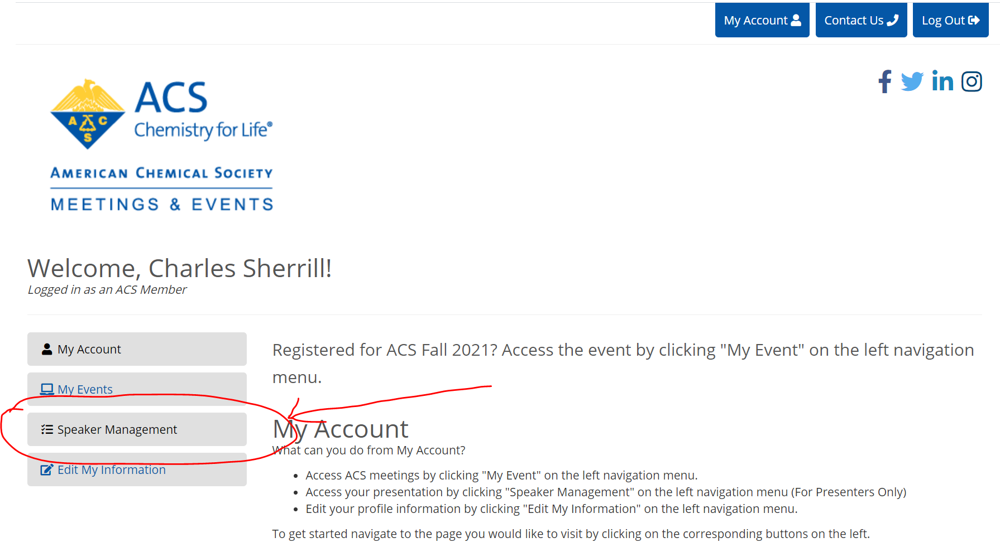 My Account
Contact Us
Log Out
ACS
Chemistry for Life®
A C S
AMERICAN CHEMICAL SOCIETY
MEETINGS & EVENTS
Welcome, Charles Sherrill!
Logged in as an ACS Member
My Account
My Events
Speaker Management
Edit My Information
Registered for ACS Fall 2021? Access the event by clicking "My Event" on the left navigation
menu.
My Account
What can you do from My Account?
• Access ACS meetings by clicking "My Event" on the left navigation menu.
• Access your presentation by clicking "Speaker Management" on the left navigation menu (For Presenters Only)
• Edit your profile information by clicking "Edit My Information" on the left navigation menu.
To get started navigate to the page you would like to visit by clicking on the corresponding buttons on the left.